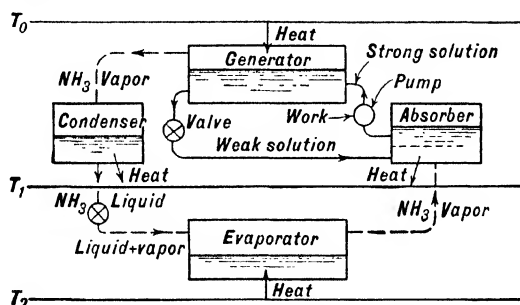 T₀
Heat
Generator
Strong solution
NH₃ Vapor
Pump
Condenser
Valve
Work
Absorber
Weak solution
Heat
Heat
T₁
NH₃ Liquid
NH₃ Vapor
Liquid+vapor
Evaporator
Heat
T₂